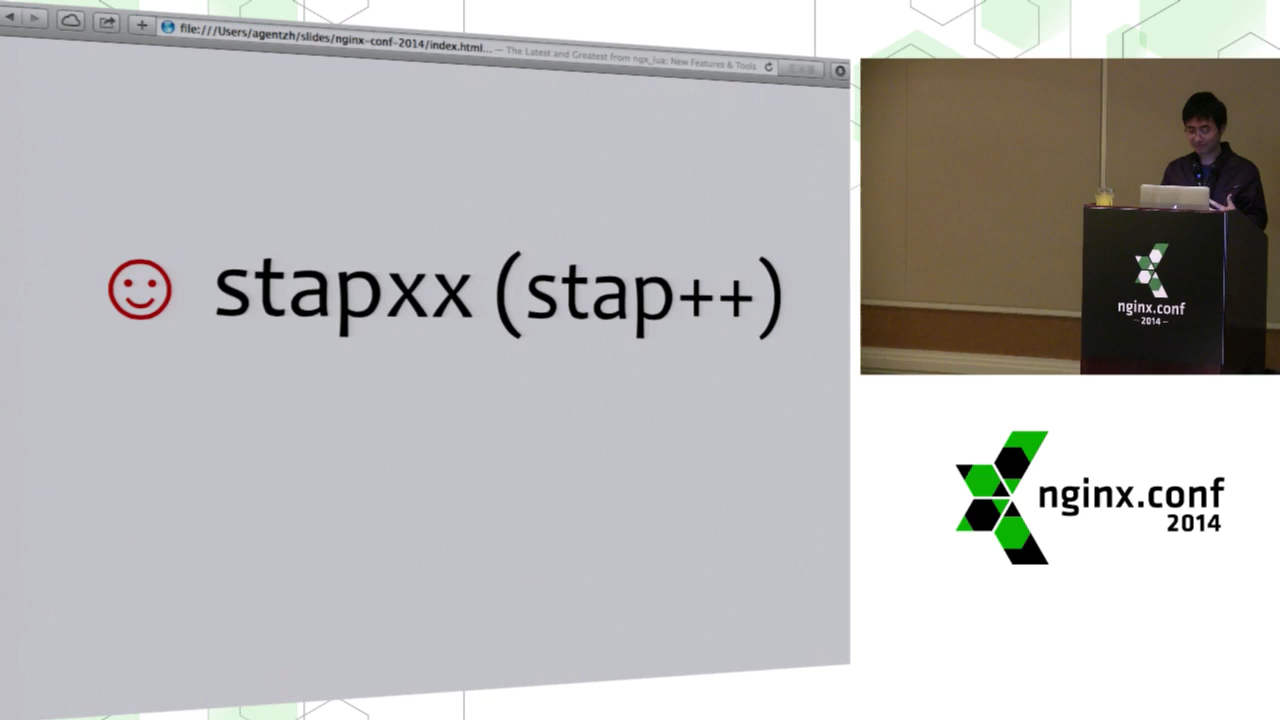 file:///Users/agentzh/slides/nginx-conf-2014/index.html... — The Latest and Greatest from ngx_lua: New Features & Tools
☺ stapxx (stap++)
nginx.conf
—2014—
nginx.conf
2014